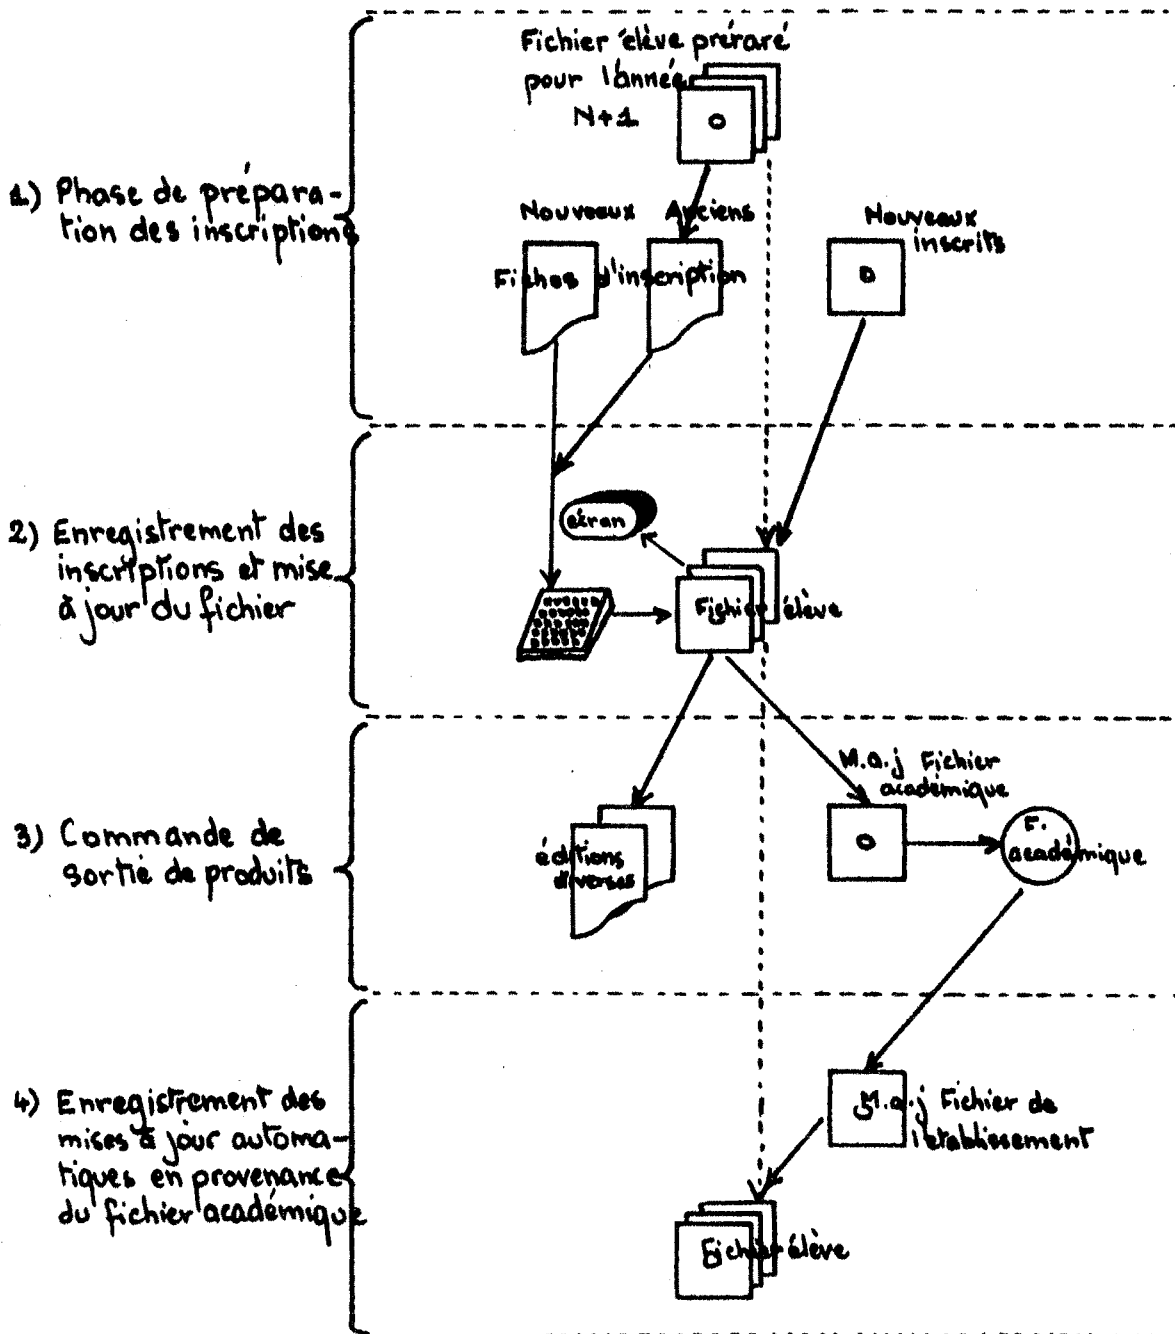 Fichier élève préraré
pour l'année
N+1
1) Phase de prépara-
tion des inscriptions
Nouveaux Anciens
Nouveaux
inscrits
Fiches d'inscription
2) Enregistrement des
inscriptions et mise
à jour du fichier
écran
Fichier élève
3) Commande de
sortie de produits
M.a.j Fichier
académique
éditions
diverses
F.
académique
4) Enregistrement des
mises à jour automa-
tiques en provenance
du fichier académique
M.a.j Fichier de
l'etablissement
Fichier élève